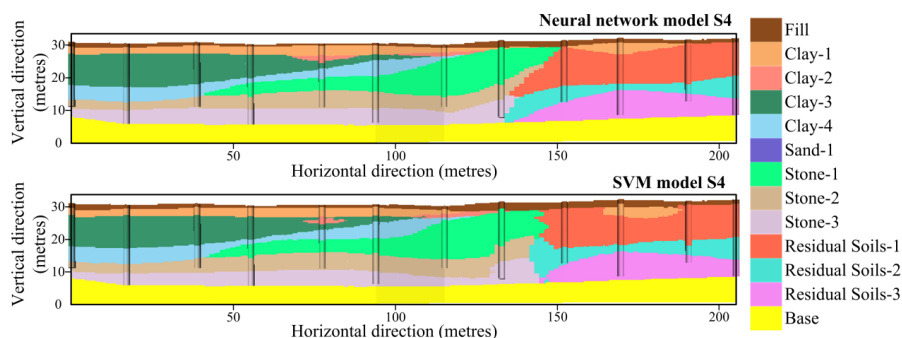 Neural network model S4
Vertical direction
(metres)
30
20
10
0
50
100
150
200
Horizontal direction (metres)
SVM model S4
Vertical direction
(metres)
30
20
10
0
50
100
150
200
Horizontal direction (metres)
Fill
Clay-1
Clay-2
Clay-3
Clay-4
Sand-1
Stone-1
Stone-2
Stone-3
Residual Soils-1
Residual Soils-2
Residual Soils-3
Base